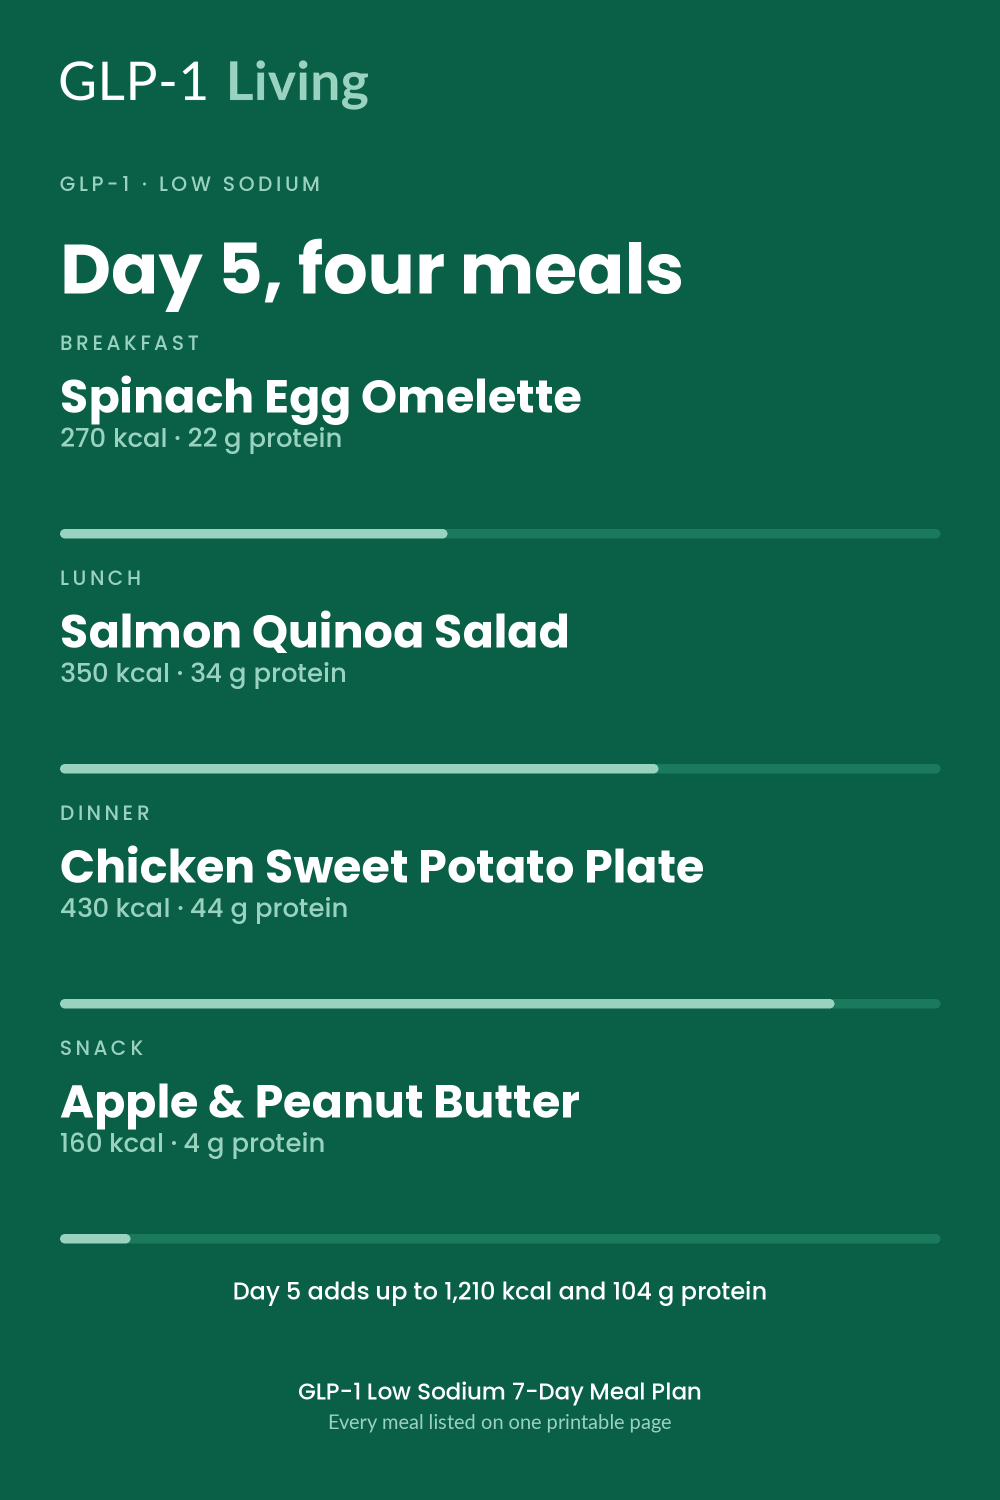 GLP-1 Living
GLP-1 · LOW SODIUM
Day 5, four meals
BREAKFAST
Spinach Egg Omelette
270 kcal · 22 g protein
LUNCH
Salmon Quinoa Salad
350 kcal · 34 g protein
DINNER
Chicken Sweet Potato Plate
430 kcal · 44 g protein
SNACK
Apple & Peanut Butter
160 kcal · 4 g protein
Day 5 adds up to 1,210 kcal and 104 g protein
GLP-1 Low Sodium 7-Day Meal Plan
Every meal listed on one printable page